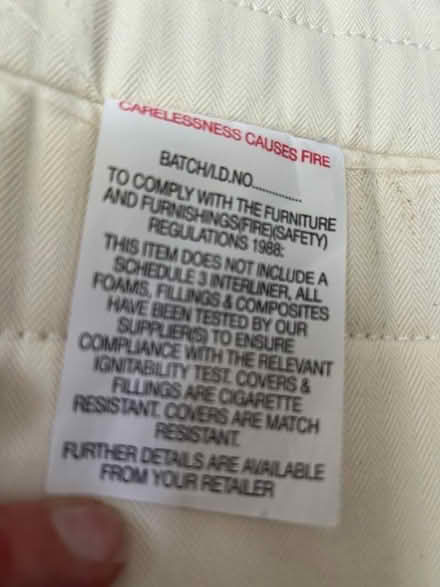 CARELESSNESS CAUSES FIRE
BATCH/I.D.NO..............
TO COMPLY WITH THE FURNITURE
AND FURNISHINGS(FIRE)(SAFETY)
REGULATIONS 1988:
THIS ITEM DOES NOT INCLUDE A
SCHEDULE 3 INTERLINER, ALL
FOAMS, FILLINGS & COMPOSITES
HAVE BEEN TESTED BY OUR
SUPPLIER(S) TO ENSURE
COMPLIANCE WITH THE RELEVANT
IGNITABILITY TEST. COVERS &
FILLINGS ARE CIGARETTE
RESISTANT. COVERS ARE MATCH
RESISTANT.
FURTHER DETAILS ARE AVAILABLE
FROM YOUR RETAILER